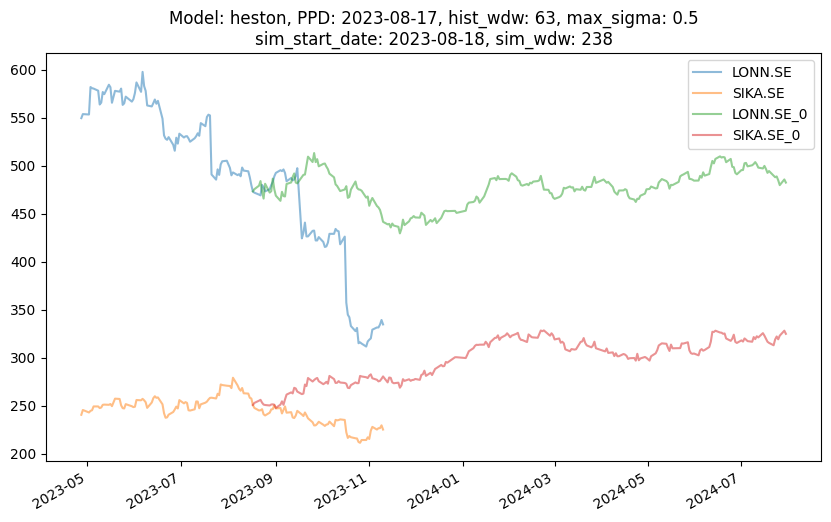 Model: heston, PPD: 2023-08-17, hist_wdw: 63, max_sigma: 0.5
sim_start_date: 2023-08-18, sim_wdw: 238
LONN.SE
SIKA.SE
LONN.SE_0
SIKA.SE_0
600
550
500
450
400
350
300
250
200
2023-05
2023-07
2023-09
2023-11
2024-01
2024-03
2024-05
2024-07